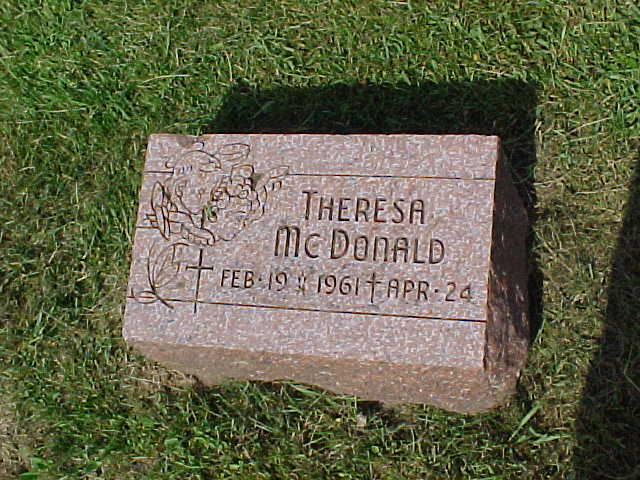 THERESA
MCDONALD
FEB·19 ⁑ 1961 † APR·24